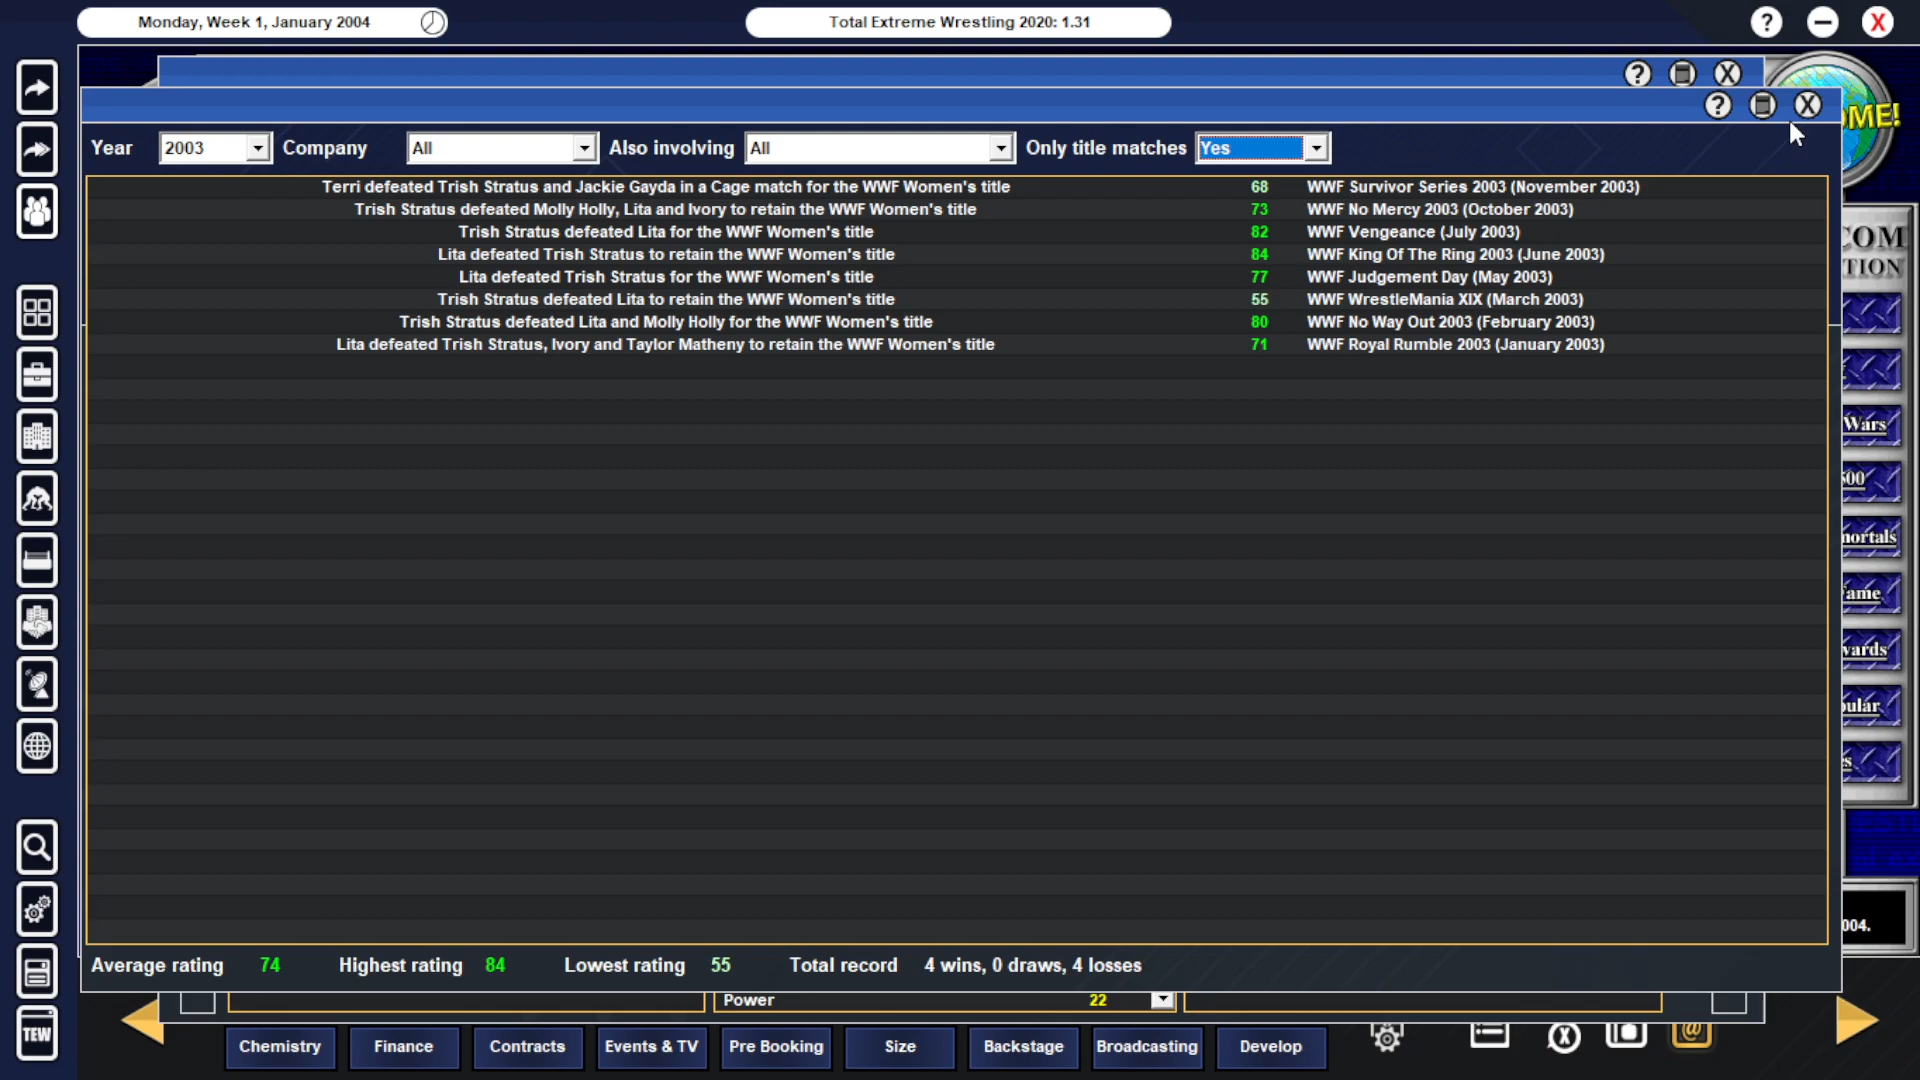 Monday, Week 1, January 2004
Total Extreme Wrestling 2020: 1.31
? X
? X
? X
OME!
Year 2003 Company All Also involving All Only title matches Yes
Terri defeated Trish Stratus and Jackie Gayda in a Cage match for the WWF Women's title 68 WWF Survivor Series 2003 (November 2003)
Trish Stratus defeated Molly Holly, Lita and Ivory to retain the WWF Women's title 73 WWF No Mercy 2003 (October 2003)
Trish Stratus defeated Lita for the WWF Women's title 82 WWF Vengeance (July 2003)
Lita defeated Trish Stratus to retain the WWF Women's title 84 WWF King Of The Ring 2003 (June 2003)
Lita defeated Trish Stratus for the WWF Women's title 77 WWF Judgement Day (May 2003)
Trish Stratus defeated Lita to retain the WWF Women's title 55 WWF WrestleMania XIX (March 2003)
Trish Stratus defeated Lita and Molly Holly for the WWF Women's title 80 WWF No Way Out 2003 (February 2003)
Lita defeated Trish Stratus, Ivory and Taylor Matheny to retain the WWF Women's title 71 WWF Royal Rumble 2003 (January 2003)
COM
TION
Wars
500
mortals
Fame
wards
pular
s
004.
Average rating 74 Highest rating 84 Lowest rating 55 Total record 4 wins, 0 draws, 4 losses
Power 22
TEW
Chemistry Finance Contracts Events & TV Pre Booking Size Backstage Broadcasting Develop X @